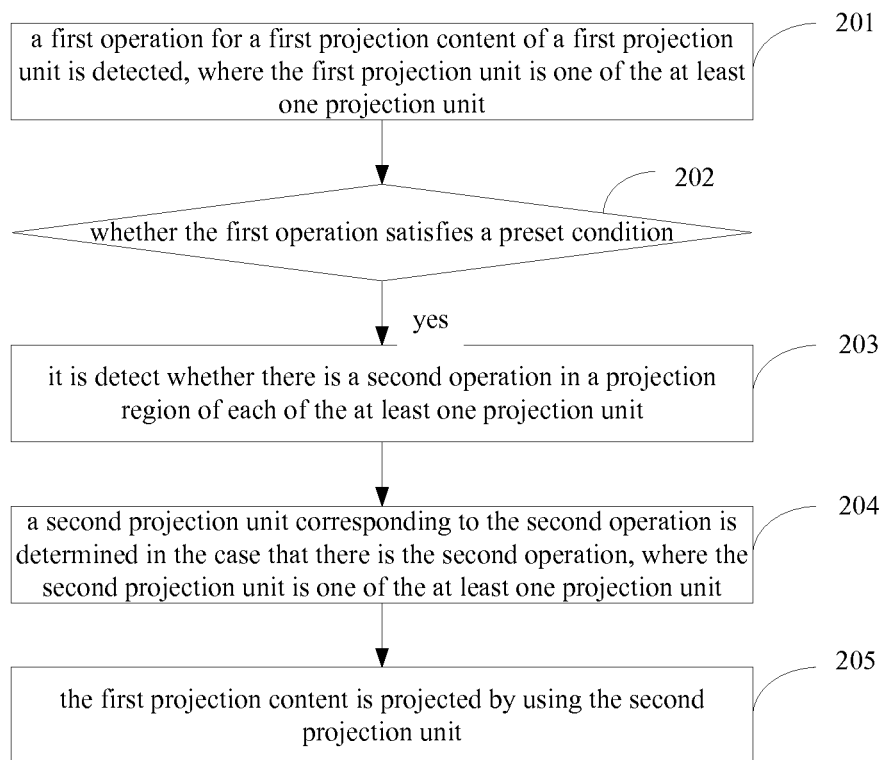 201
a first operation for a first projection content of a first projection
unit is detected, where the first projection unit is one of the at least
one projection unit
202
whether the first operation satisfies a preset condition
yes
203
it is detect whether there is a second operation in a projection
region of each of the at least one projection unit
204
a second projection unit corresponding to the second operation is
determined in the case that there is the second operation, where the
second projection unit is one of the at least one projection unit
205
the first projection content is projected by using the second
projection unit